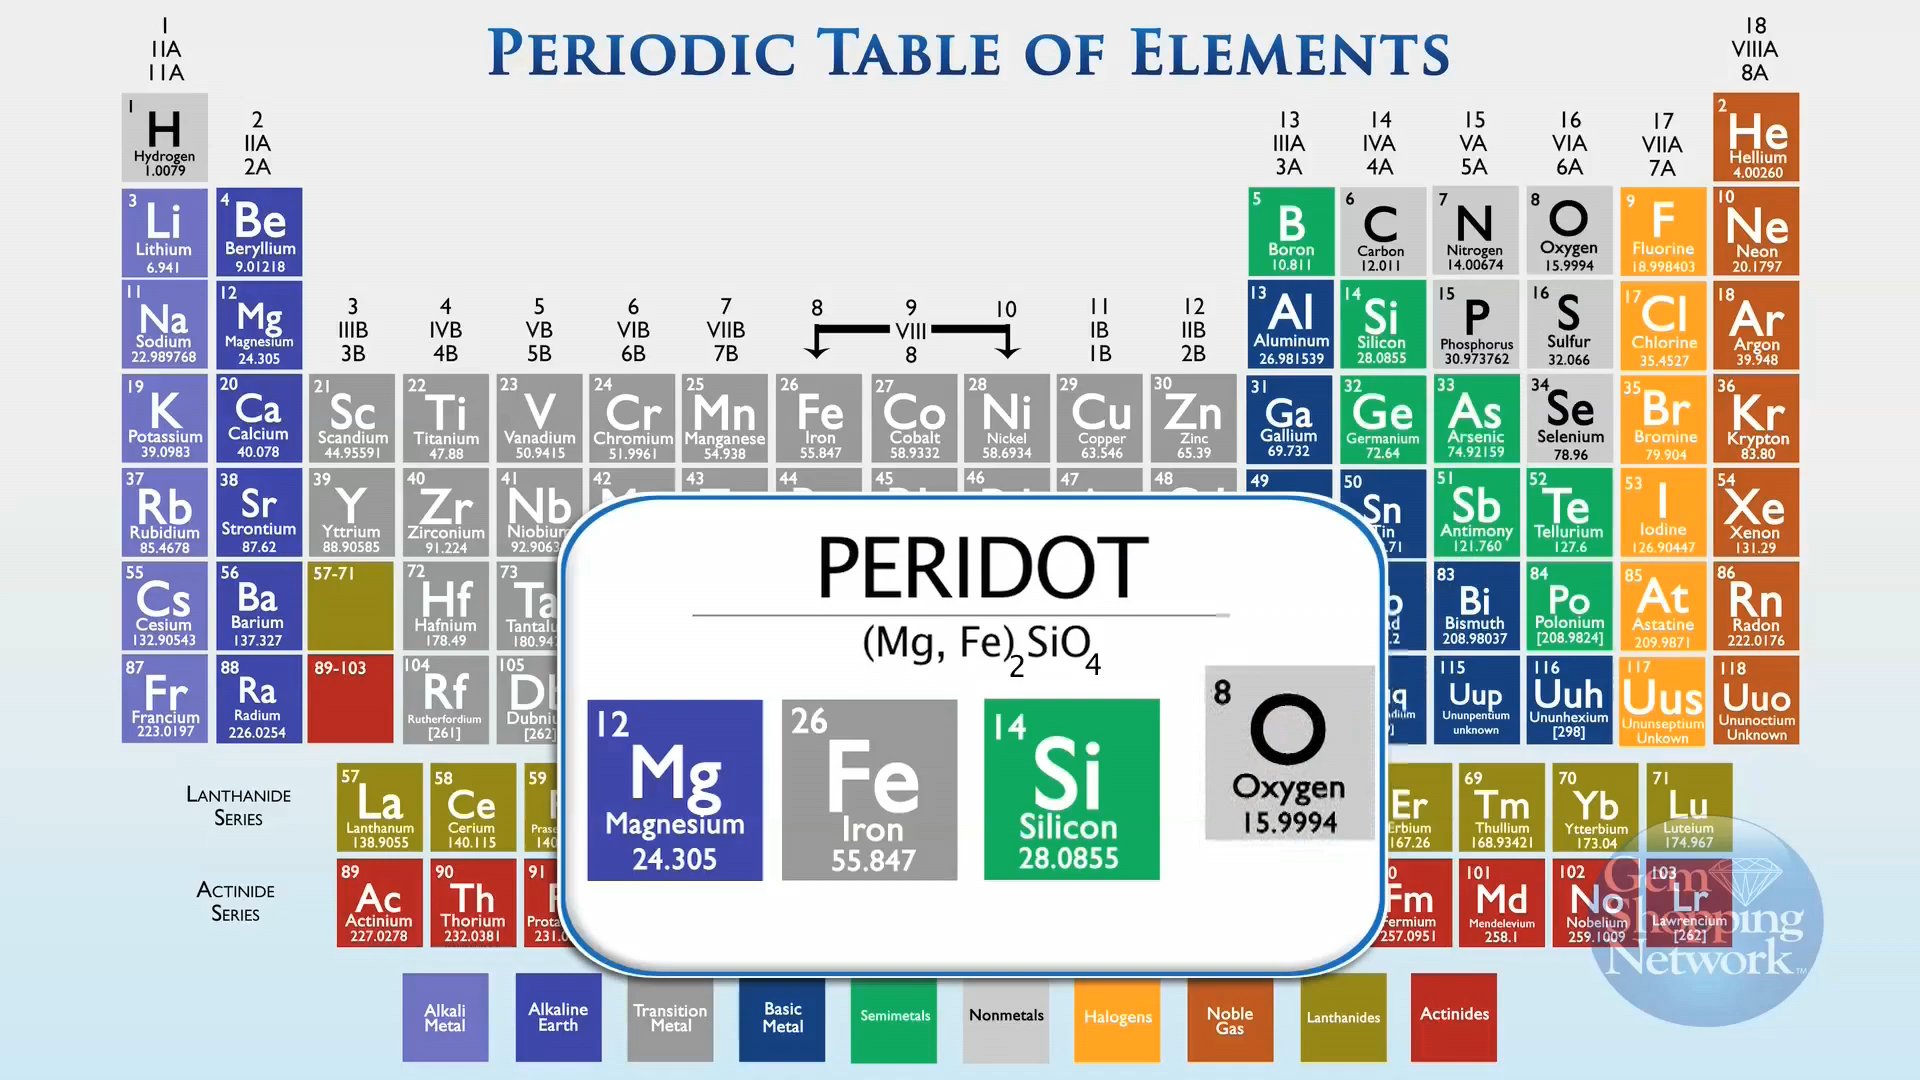 PERIODIC TABLE OF ELEMENTS
1
IIA
11A
18
VIIIA
8A
2
IIA
2A
13
IIIA
3A
14
IVA
4A
15
VA
5A
16
VIA
6A
17
VIIA
7A
3
IIIB
3B
4
IVB
4B
5
VB
5B
6
VIB
6B
7
VIIB
7B
8
9
10
VIII
8
11
IB
1B
12
IIB
2B
1
H
Hydrogen
1.0079
2
He
Hellium
4.00260
3
Li
Lithium
6.941
4
Be
Beryllium
9.01218
5
B
Boron
10.811
6
C
Carbon
12.011
7
N
Nitrogen
14.00674
8
O
Oxygen
15.9994
9
F
Fluorine
18.998403
10
Ne
Neon
20.1797
11
Na
Sodium
22.989768
12
Mg
Magnesium
24.305
13
Al
Aluminum
26.981539
14
Si
Silicon
28.0855
15
P
Phosphorus
30.973762
16
S
Sulfur
32.066
17
Cl
Chlorine
35.4527
18
Ar
Argon
39.948
19
K
Potassium
39.0983
20
Ca
Calcium
40.078
21
Sc
Scandium
44.95591
22
Ti
Titanium
47.88
23
V
Vanadium
50.9415
24
Cr
Chromium
51.9961
25
Mn
Manganese
54.938
26
Fe
Iron
55.847
27
Co
Cobalt
58.9332
28
Ni
Nickel
58.6934
29
Cu
Copper
63.546
30
Zn
Zinc
65.39
31
Ga
Gallium
69.732
32
Ge
Germanium
72.64
33
As
Arsenic
74.92159
34
Se
Selenium
78.96
35
Br
Bromine
79.904
36
Kr
Krypton
83.80
37
Rb
Rubidium
85.4678
38
Sr
Strontium
87.62
39
Y
Yttrium
88.90585
40
Zr
Zirconium
91.224
41
Nb
Niobium
92.9063
42
43
44
45
46
47
48
49
50
Sn
51
Sb
Antimony
121.760
52
Te
Tellurium
127.6
53
I
Iodine
126.90447
54
Xe
Xenon
131.29
55
Cs
Cesium
132.90543
56
Ba
Barium
137.327
57-71
72
Hf
Hafnium
178.49
73
Ta
83
Bi
Bismuth
208.98037
84
Po
Polonium
[208.9824]
85
At
Astatine
209.9871
86
Rn
Radon
222.0176
87
Fr
Francium
223.0197
88
Ra
Radium
226.0254
89-103
104
Rf
Rutherfordium
[261]
105
[262]
115
Uup
Ununpentium
unknown
116
Uuh
Ununhexium
[298]
117
Uus
Ununseptium
Unkown
118
Uuo
Ununoctium
Unknown
PERIDOT
(Mg, Fe)2SiO4
12
Mg
Magnesium
24.305
26
Fe
Iron
55.847
14
Si
Silicon
28.0855
8
O
Oxygen
15.9994
LANTHANIDE
SERIES
57
La
Lanthanum
138.9055
58
Ce
Cerium
140.115
59
Er
Erbium
167.26
69
Tm
Thullium
168.93421
70
Yb
Ytterbium
173.04
71
Lu
Luteium
174.967
ACTINIDE
SERIES
89
Ac
Actinium
227.0278
90
Th
Thorium
232.0381
91
Fm
Fermium
257.0951
101
Md
Mendelevium
258.1
102
No
Nobelium
259.1009
103
Lr
Lawrencium
[262]
Gem
Shopping
Network™
Alkali
Metal
Alkaline
Earth
Transition
Metal
Basic
Metal
Semimetals
Nonmetals
Halogens
Noble
Gas
Lanthanides
Actinides